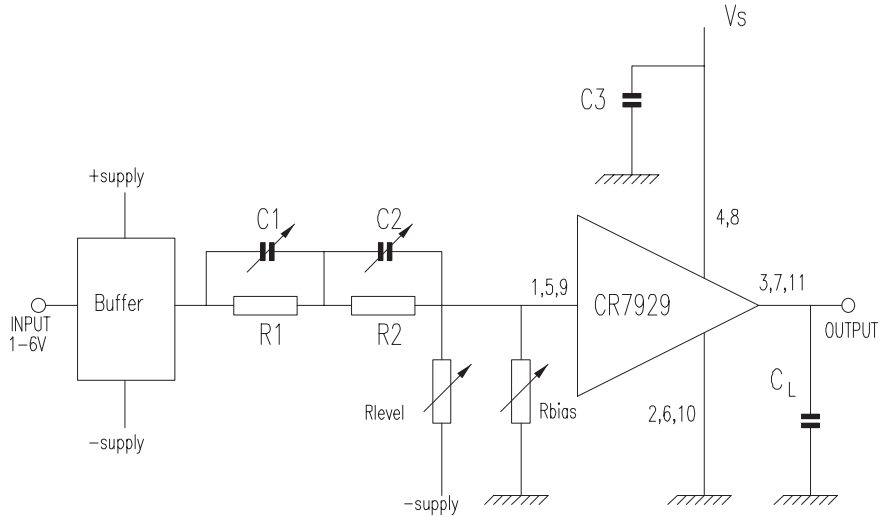 Vs
C3
+supply
C1
C2
4,8
Buffer
1,5,9
CR7929
3,7,11
INPUT
1–6V
R1
R2
OUTPUT
Rlevel
Rbias
2,6,10
CL
–supply
–supply